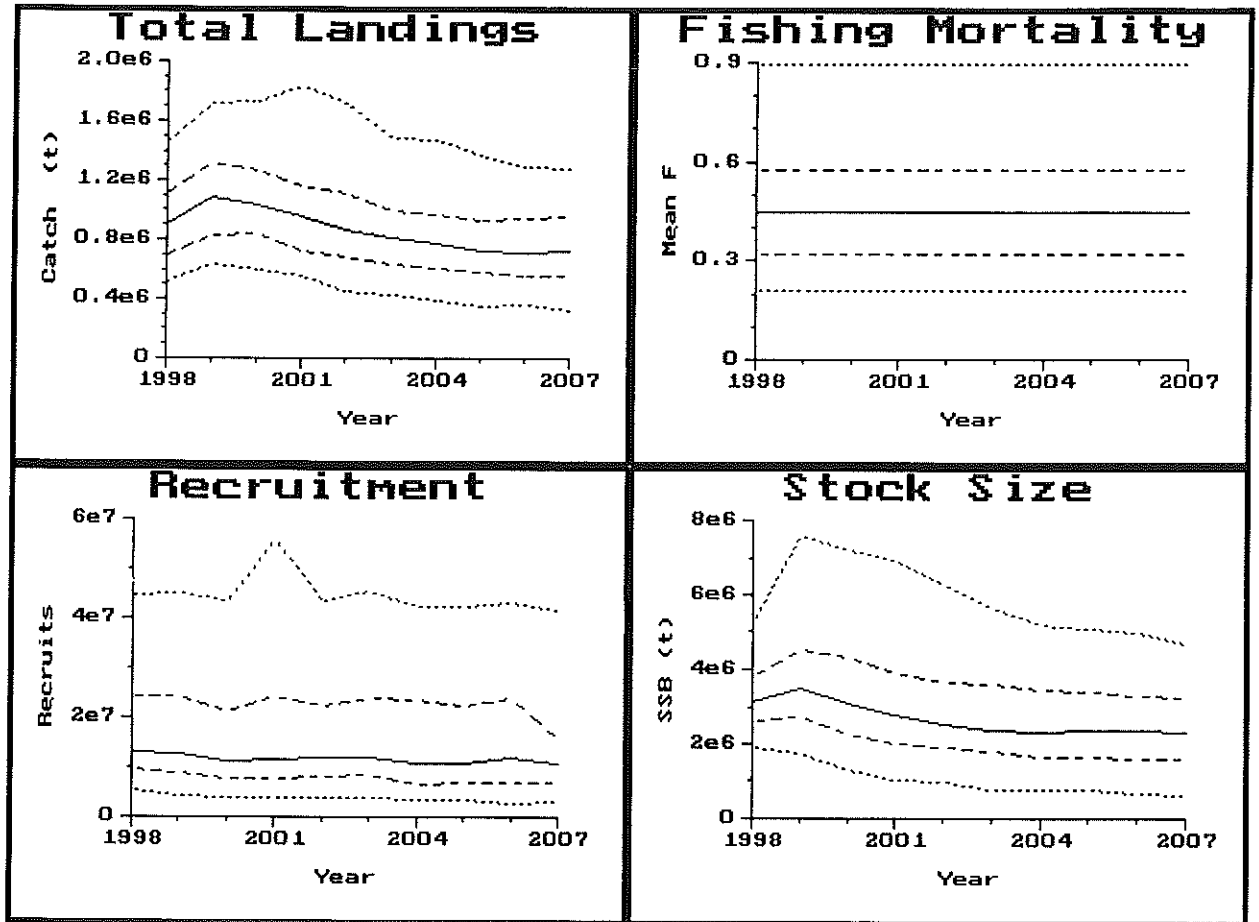 Total Landings
2.0e6
1.6e6
1.2e6
0.8e6
0.4e6
0
Catch (t)
1998 2001 2004 2007
Year
Fishing Mortality
0.9
0.6
0.3
0
Mean F
1998 2001 2004 2007
Year
Recruitment
6e7
4e7
2e7
0
Recruits
1998 2001 2004 2007
Year
Stock Size
8e6
6e6
4e6
2e6
0
SSB (t)
1998 2001 2004 2007
Year